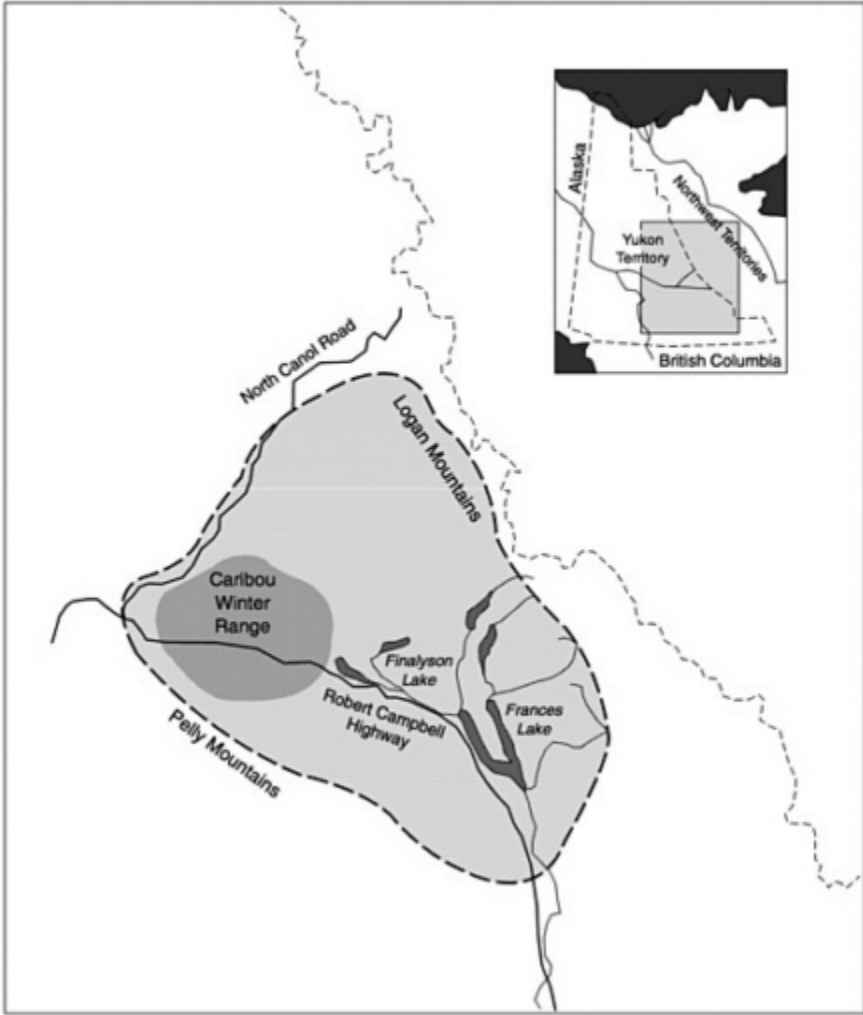 Alaska
Northwest Territories
Yukon
Territory
British Columbia
North Canol Road
Logan Mountains
Caribou
Winter
Range
Finalyson
Lake
Frances
Lake
Robert Campbell
Highway
Pelly Mountains